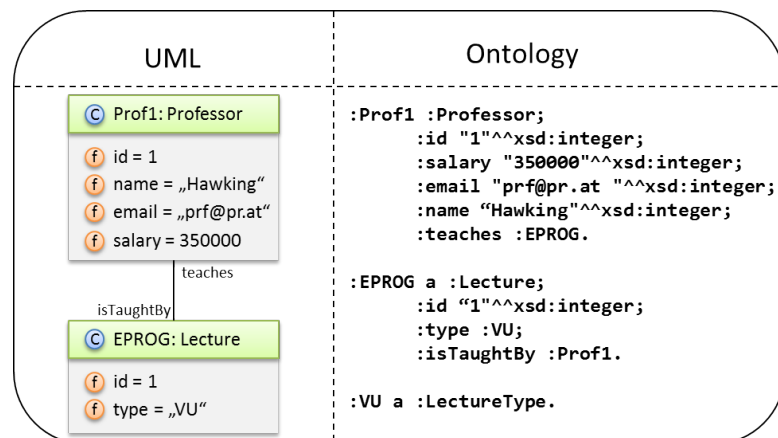 UML
Ontology
C Prof1: Professor
f id = 1
f name = „Hawking“
f email = „prf@pr.at“
f salary = 350000
teaches
isTaughtBy
C EPROG: Lecture
f id = 1
f type = „VU“
:Prof1 :Professor;
:id "1"^^xsd:integer;
:salary "350000"^^xsd:integer;
:email "prf@pr.at "^^xsd:integer;
:name “Hawking"^^xsd:integer;
:teaches :EPROG.
:EPROG a :Lecture;
:id “1"^^xsd:integer;
:type :VU;
:isTaughtBy :Prof1.
:VU a :LectureType.